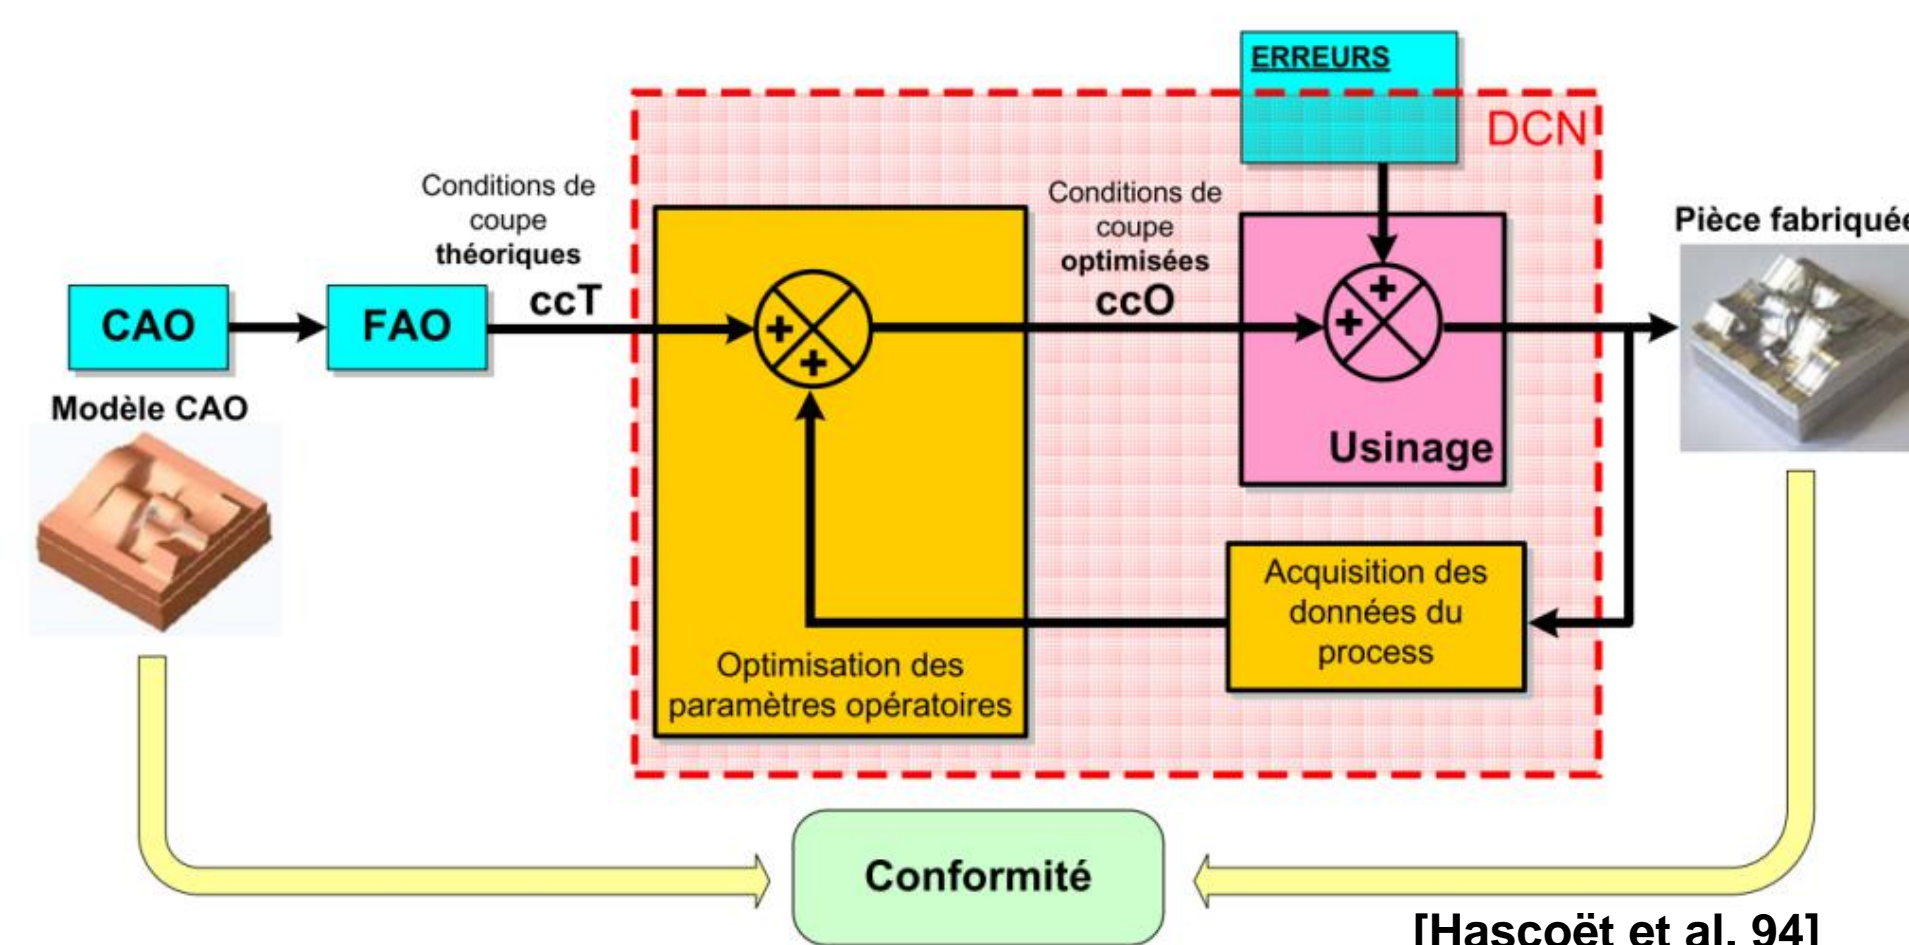 ERREURS
DCN
Conditions de
coupe
théoriques
ccT
Conditions de
coupe
optimisées
ccO
Pièce fabriquée
CAO
FAO
+
+
+
+
Modèle CAO
Usinage
Acquisition des
données du
process
Optimisation des
paramètres opératoires
Conformité
[Hascoët et al. 94]